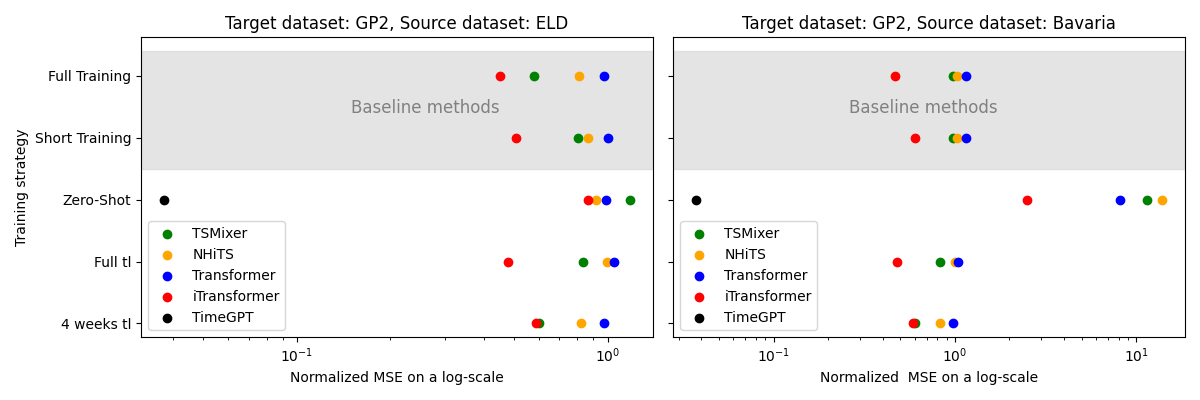 Target dataset: GP2, Source dataset: ELD
Target dataset: GP2, Source dataset: Bavaria
Training strategy
Full Training
Short Training
Zero-Shot
Full tl
4 weeks tl
Baseline methods
TSMixer
NHiTS
Transformer
iTransformer
TimeGPT
10⁻¹
10⁰
Normalized MSE on a log-scale
Baseline methods
TSMixer
NHiTS
Transformer
iTransformer
TimeGPT
10⁻¹
10⁰
10¹
Normalized  MSE on a log-scale